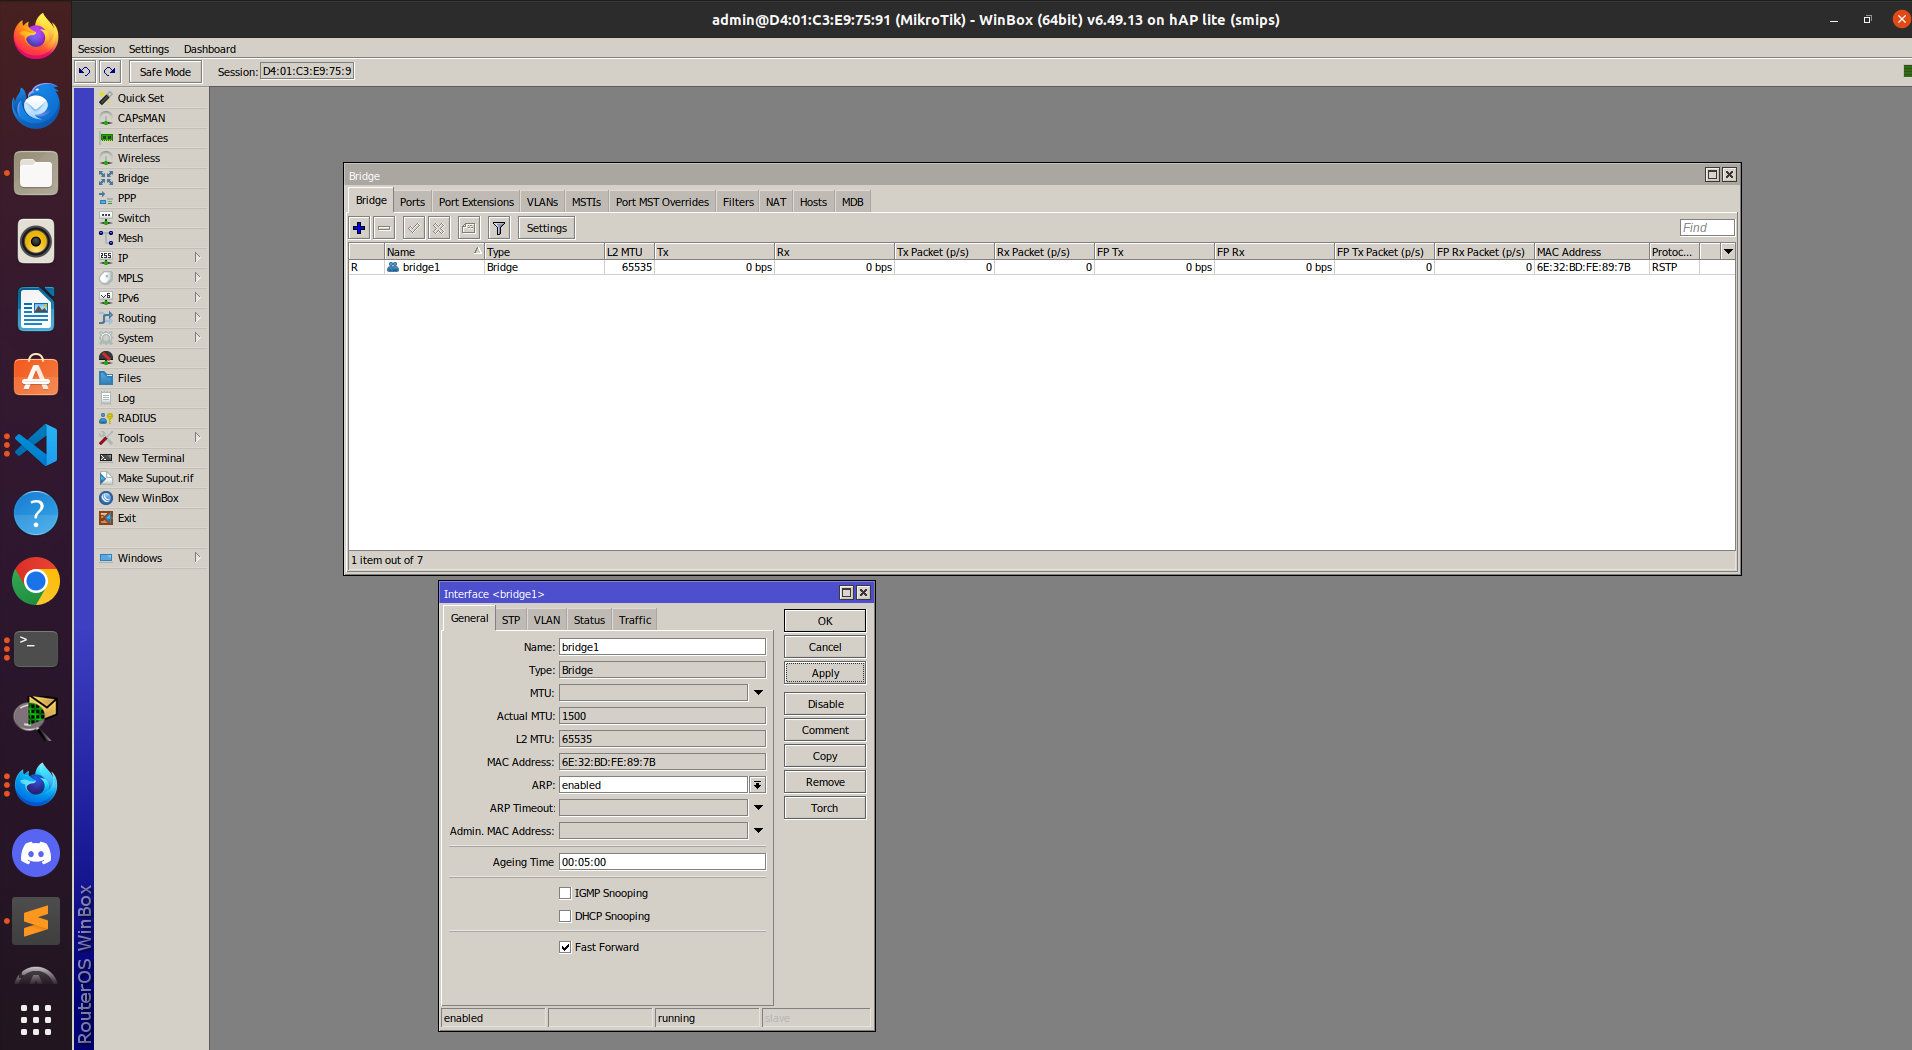 admin@D4:01:C3:E9:75:91 (MikroTik) - WinBox (64bit) v6.49.13 on hAP lite (smips)
Session Settings Dashboard
Safe Mode Session: D4:01:C3:E9:75:9
Quick Set
CAPsMAN
Interfaces
Wireless
Bridge
PPP
Switch
Mesh
IP
MPLS
IPv6
Routing
System
Queues
Files
Log
RADIUS
Tools
New Terminal
Make Supout.rif
New WinBox
Exit
Windows
RouterOS WinBox
Bridge
Bridge Ports Port Extensions VLANs MSTIs Port MST Overrides Filters NAT Hosts MDB
Settings Find
Name Type L2 MTU Tx Rx Tx Packet (p/s) Rx Packet (p/s) FP Tx FP Rx FP Tx Packet (p/s) FP Rx Packet (p/s) MAC Address Protoc...
R bridge1 Bridge 65535 0 bps 0 bps 0 0 0 bps 0 bps 0 0 6E:32:BD:FE:89:7B RSTP
1 item out of 7
Interface <bridge1>
General STP VLAN Status Traffic
Name: bridge1
Type: Bridge
MTU:
Actual MTU: 1500
L2 MTU: 65535
MAC Address: 6E:32:BD:FE:89:7B
ARP: enabled
ARP Timeout:
Admin. MAC Address:
Ageing Time 00:05:00
IGMP Snooping
DHCP Snooping
Fast Forward
OK
Cancel
Apply
Disable
Comment
Copy
Remove
Torch
enabled running slave